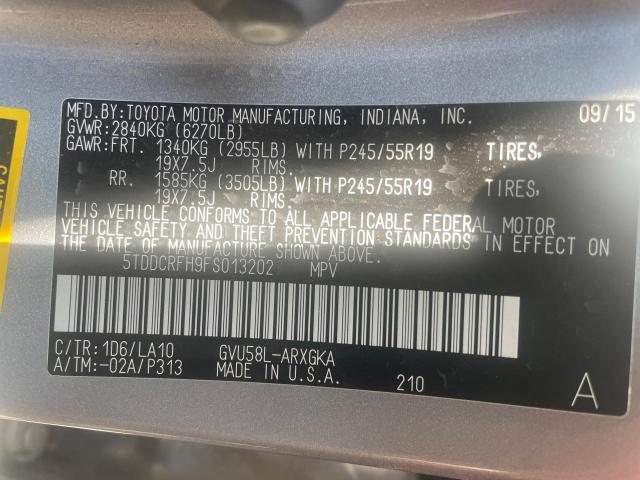 MFD.BY:TOYOTA MOTOR MANUFACTURING, INDIANA, INC. 09/15
GVWR:2840KG (6270LB)
GAWR:FRT. 1340KG (2955LB) WITH P245/55R19 TIRES,
19X7.5J RIMS.
RR. 1585KG (3505LB) WITH P245/55R19 TIRES,
19X7.5J RIMS.
THIS VEHICLE CONFORMS TO ALL APPLICABLE FEDERAL MOTOR
VEHICLE SAFETY AND THEFT PREVENTION STANDARDS IN EFFECT ON
THE DATE OF MANUFACTURE SHOWN ABOVE.
5TDDCRFH9FS013202 MPV
C/TR:1D6/LA10 GVU58L-ARXGKA
A/TM:-02A/P313 MADE IN U.S.A. 210 A